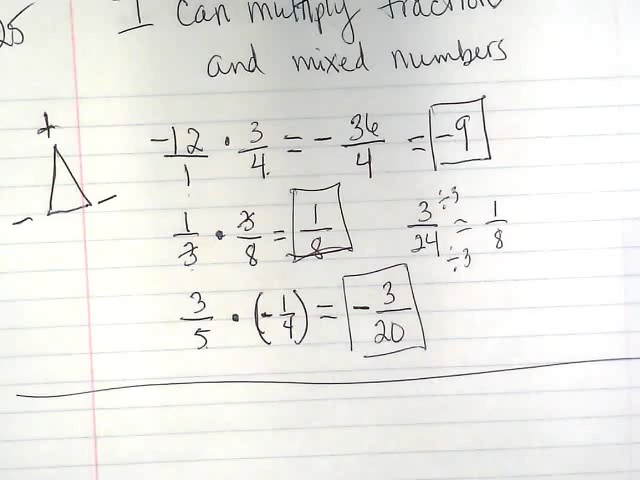 25 I can multiply fraction
and mixed numbers
+
- -
-12/1 · 3/4 = - 36/4 = -9
1/3 · 3/8 = 1/8 3÷3/24÷3 = 1/8
3/5 · (-1/4) = - 3/20